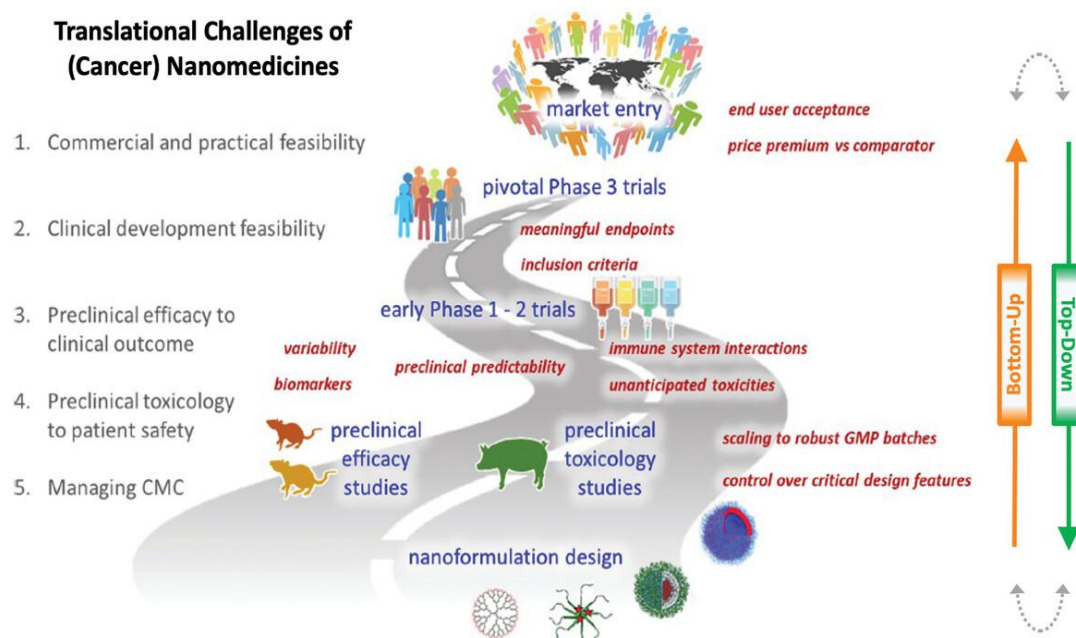 Translational Challenges of
(Cancer) Nanomedicines
1. Commercial and practical feasibility
2. Clinical development feasibility
3. Preclinical efficacy to
clinical outcome
4. Preclinical toxicology
to patient safety
5. Managing CMC
market entry
end user acceptance
price premium vs comparator
pivotal Phase 3 trials
meaningful endpoints
inclusion criteria
early Phase 1 - 2 trials
variability
biomarkers
preclinical predictability
immune system interactions
unanticipated toxicities
preclinical
efficacy
studies
preclinical
toxicology
studies
scaling to robust GMP batches
control over critical design features
nanoformulation design
Bottom-Up
Top-Down